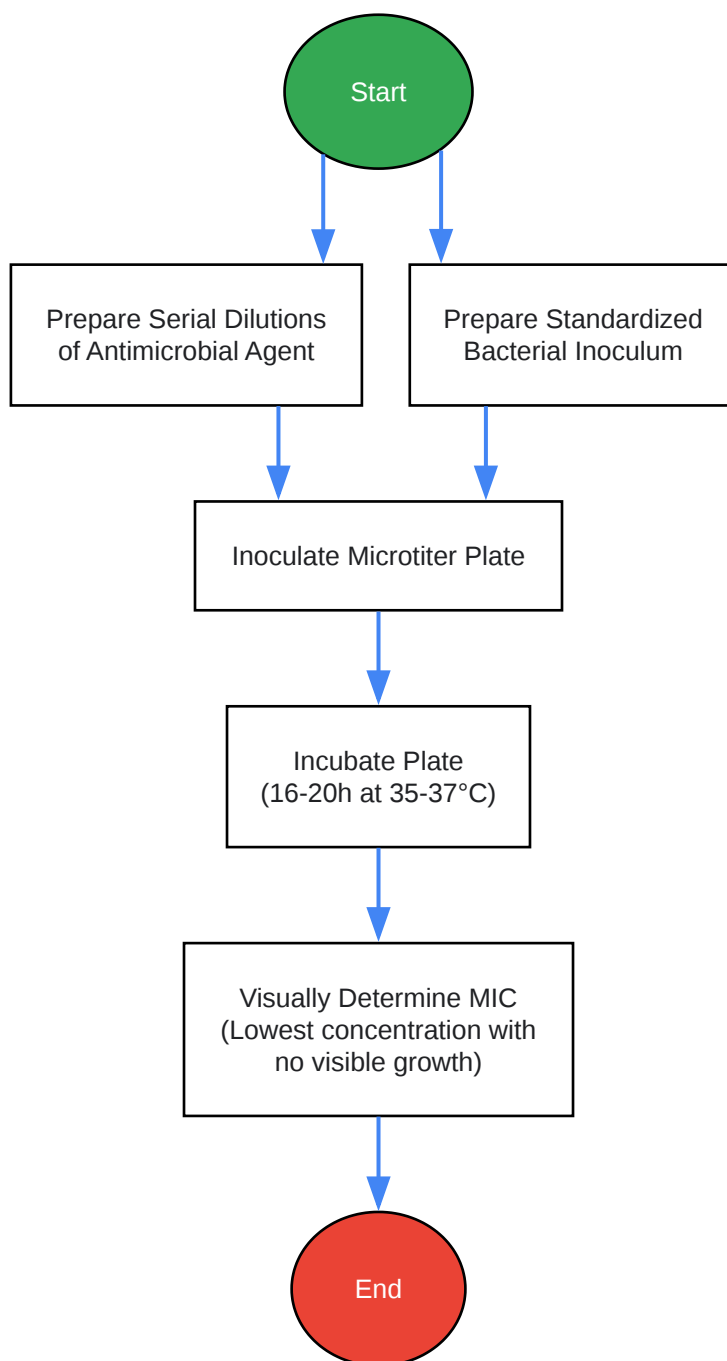 Start
Prepare Serial Dilutions
of Antimicrobial Agent
Prepare Standardized
Bacterial Inoculum
Inoculate Microtiter Plate
Incubate Plate
(16-20h at 35-37°C)
Visually Determine MIC
(Lowest concentration with
no visible growth)
End